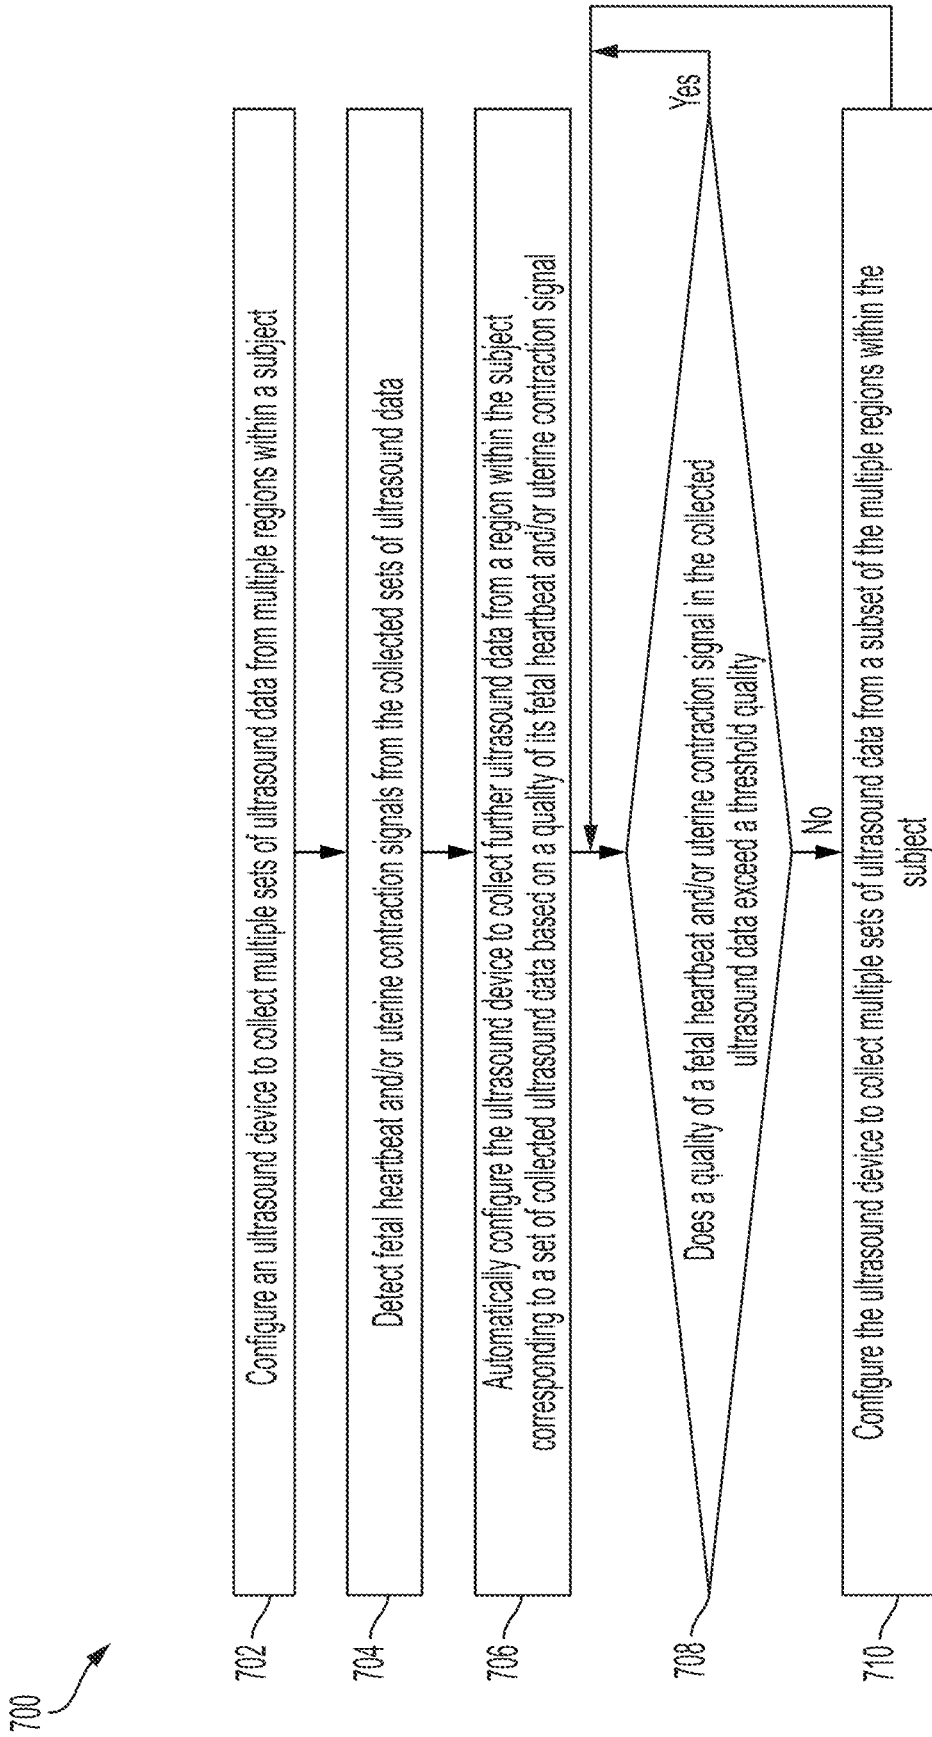 700
702
Configure an ultrasound device to collect multiple sets of ultrasound data from multiple regions within a subject
704
Detect fetal heartbeat and/or uterine contraction signals from the collected sets of ultrasound data
706
Automatically configure the ultrasound device to collect further ultrasound data from a region within the subject
corresponding to a set of collected ultrasound data based on a quality of its fetal heartbeat and/or uterine contraction signal
708
Does a quality of a fetal heartbeat and/or uterine contraction signal in the collected
ultrasound data exceed a threshold quality
Yes
No
710
Configure the ultrasound device to collect multiple sets of ultrasound data from a subset of the multiple regions within the
subject